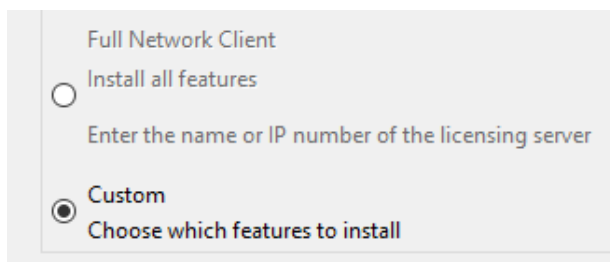 Full Network Client
Install all features
Enter the name or IP number of the licensing server
Custom
Choose which features to install